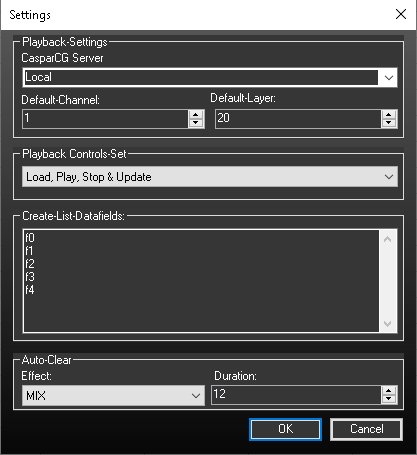 Settings
Playback-Settings
CasparCG Server
Local
Default-Channel: Default-Layer:
1 20
Playback Controls-Set
Load, Play, Stop & Update
Create-List-Datafields:
f0
f1
f2
f3
f4
Auto-Clear
Effect: Duration:
MIX 12
OK Cancel